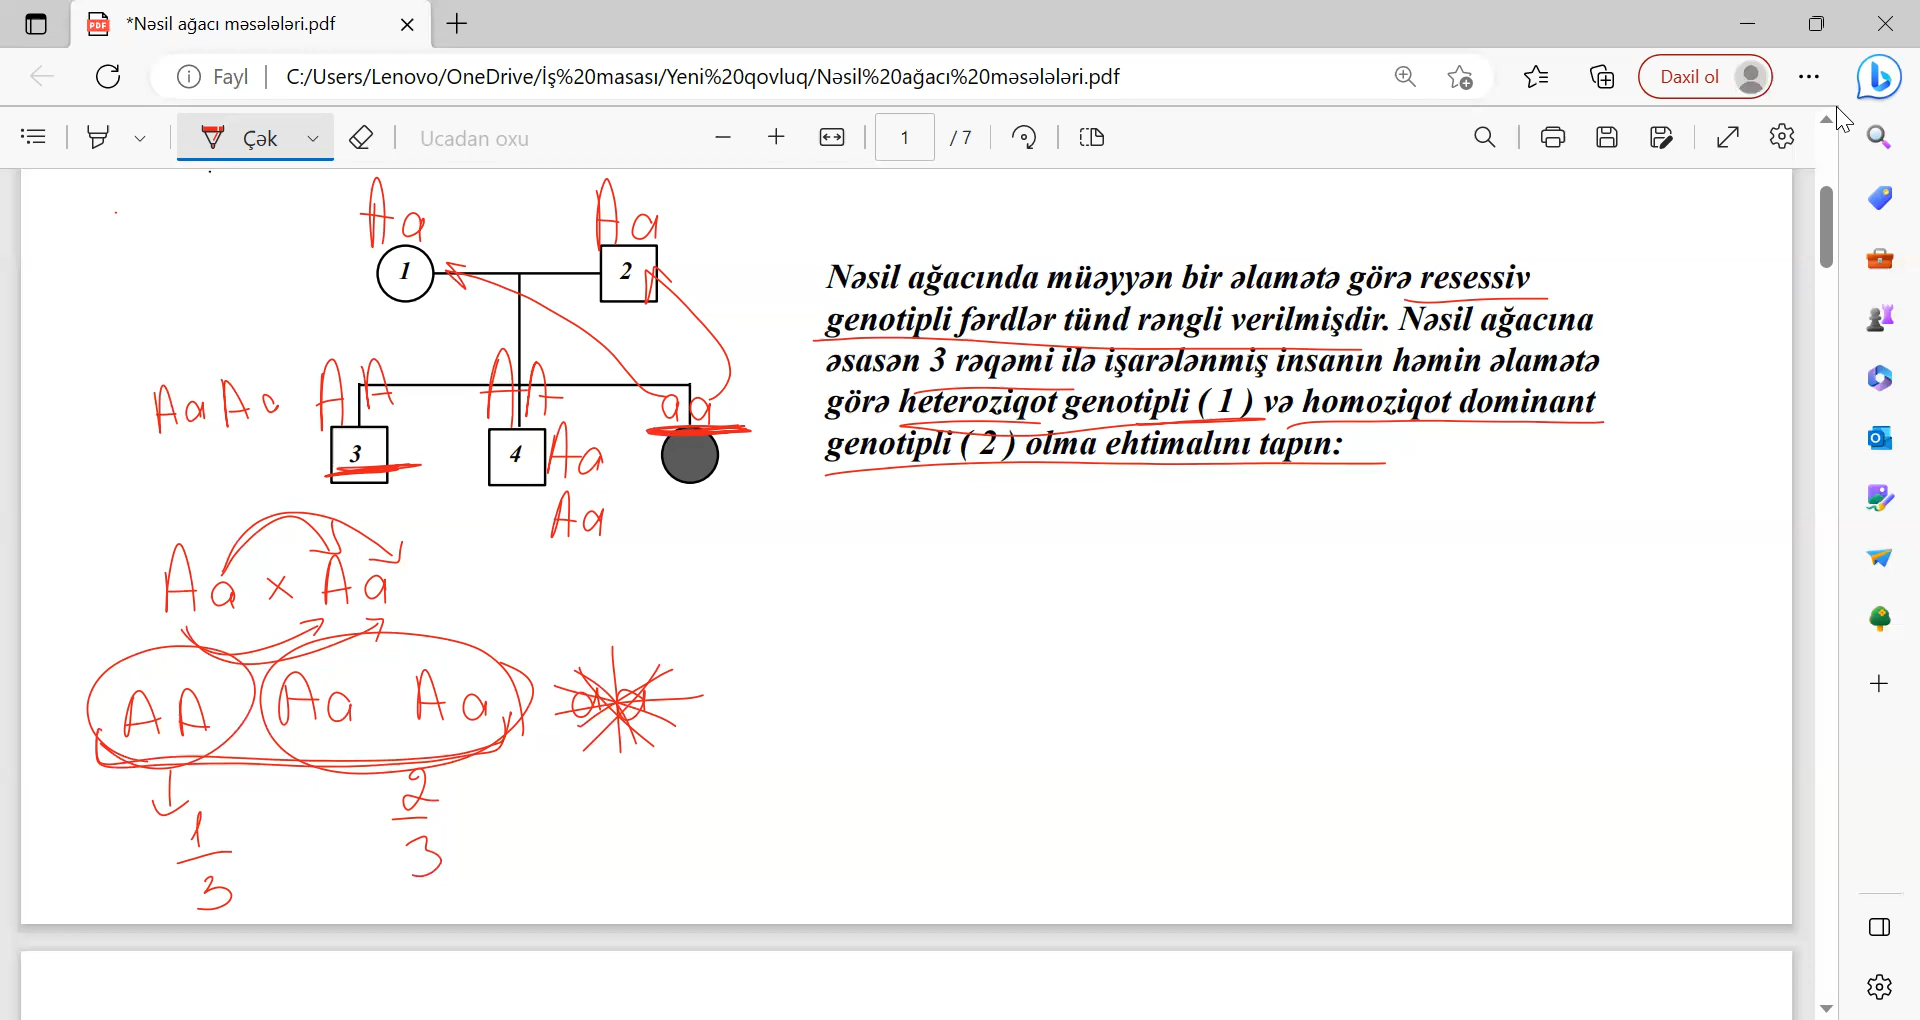 *Nəsil ağacı məsələləri.pdf
Fayl C:/Users/Lenovo/OneDrive/İş%20masası/Yeni%20qovluq/Nəsil%20ağacı%20məsələləri.pdf
Daxil ol
Çək
Ucadan oxu
1 / 7
Aa Aa
1 2
Nəsil ağacında müəyyən bir əlamətə görə resessiv
genotipli fərdlər tünd rəngli verilmişdir. Nəsil ağacına
əsasən 3 rəqəmi ilə işarələnmiş insanın həmin əlamətə
görə heteroziqot genotipli ( 1 ) və homoziqot dominant
genotipli ( 2 ) olma ehtimalını tapın:
Aa AA AA aa
3 4 Aa
Aa
Aa x Aa
AA Aa Aa
1/3 2/3